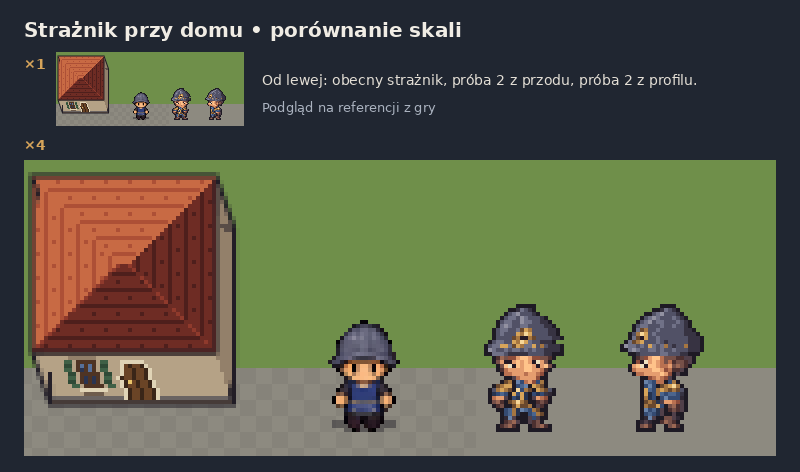 Strażnik przy domu • porównanie skali
×1
Od lewej: obecny strażnik, próba 2 z przodu, próba 2 z profilu.
Podgląd na referencji z gry
×4